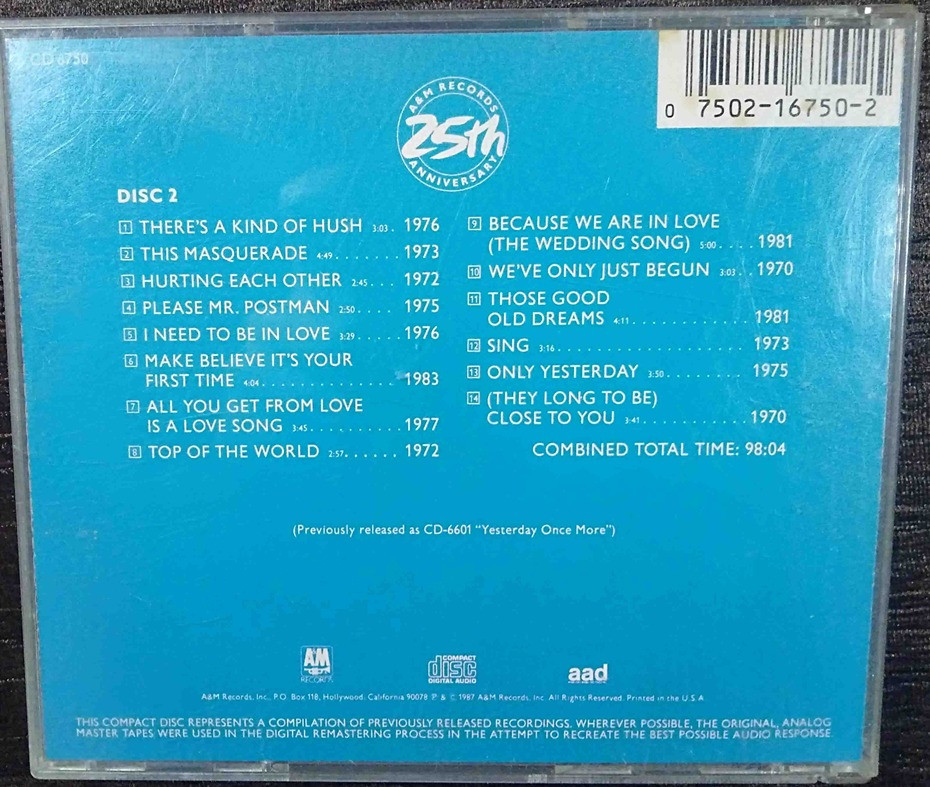 CD 6750
0 7502-16750-2
A&M RECORDS
25th
ANNIVERSARY
DISC 2
1 THERE'S A KIND OF HUSH 3:03 . 1976
2 THIS MASQUERADE 4:49 . . . . . . . 1973
3 HURTING EACH OTHER 2:45 . . . 1972
4 PLEASE MR. POSTMAN 2:50 . . . . 1975
5 I NEED TO BE IN LOVE 3:29 . . . . . 1976
6 MAKE BELIEVE IT'S YOUR
FIRST TIME 4:04 . . . . . . . . . . . . . . 1983
7 ALL YOU GET FROM LOVE
IS A LOVE SONG 3:45 . . . . . . . . . . 1977
8 TOP OF THE WORLD 2:57 . . . . . . 1972
9 BECAUSE WE ARE IN LOVE
(THE WEDDING SONG) 5:00 . . . . 1981
10 WE'VE ONLY JUST BEGUN 3:03 . . 1970
11 THOSE GOOD
OLD DREAMS 4:11 . . . . . . . . . . . . 1981
12 SING 3:16 . . . . . . . . . . . . . . . . . . . . 1973
13 ONLY YESTERDAY 3:50 . . . . . . . . 1975
14 (THEY LONG TO BE)
CLOSE TO YOU 3:41 . . . . . . . . . . . 1970
COMBINED TOTAL TIME: 98:04
(Previously released as CD-6601 "Yesterday Once More")
A&M
RECORDS
COMPACT
disc
DIGITAL AUDIO
aad
A&M Records, Inc., P.O. Box 118, Hollywood, California 90078 ℗ & © 1987 A&M Records, Inc. All Rights Reserved. Printed in the U.S.A.
THIS COMPACT DISC REPRESENTS A COMPILATION OF PREVIOUSLY RELEASED RECORDINGS. WHEREVER POSSIBLE, THE ORIGINAL, ANALOG
MASTER TAPES WERE USED IN THE DIGITAL REMASTERING PROCESS IN THE ATTEMPT TO RECREATE THE BEST POSSIBLE AUDIO RESPONSE.